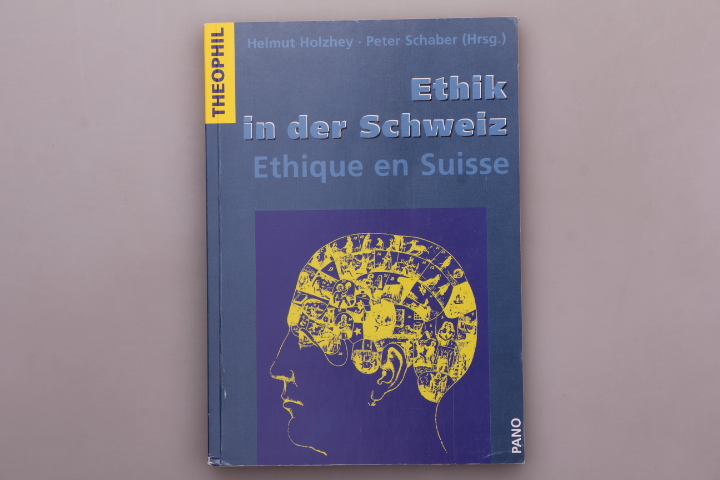 THEOPHIL
Helmut Holzhey · Peter Schaber (Hrsg.)
Ethik
in der Schweiz
Ethique en Suisse
PANO